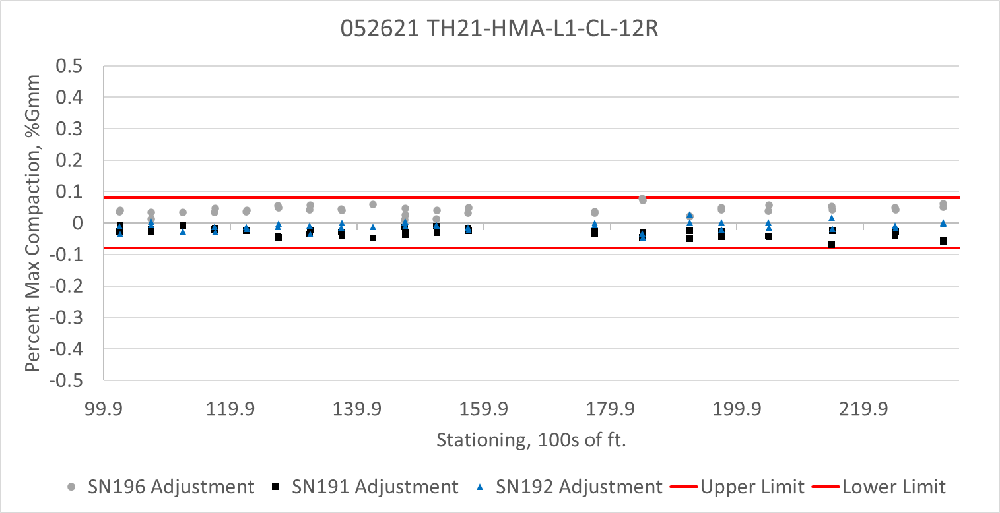 052621 TH21-HMA-L1-CL-12R
Percent Max Compaction, %Gmm
0.5
0.4
0.3
0.2
0.1
0
-0.1
-0.2
-0.3
-0.4
-0.5
99.9 119.9 139.9 159.9 179.9 199.9 219.9
Stationing, 100s of ft.
SN196 Adjustment SN191 Adjustment SN192 Adjustment Upper Limit Lower Limit